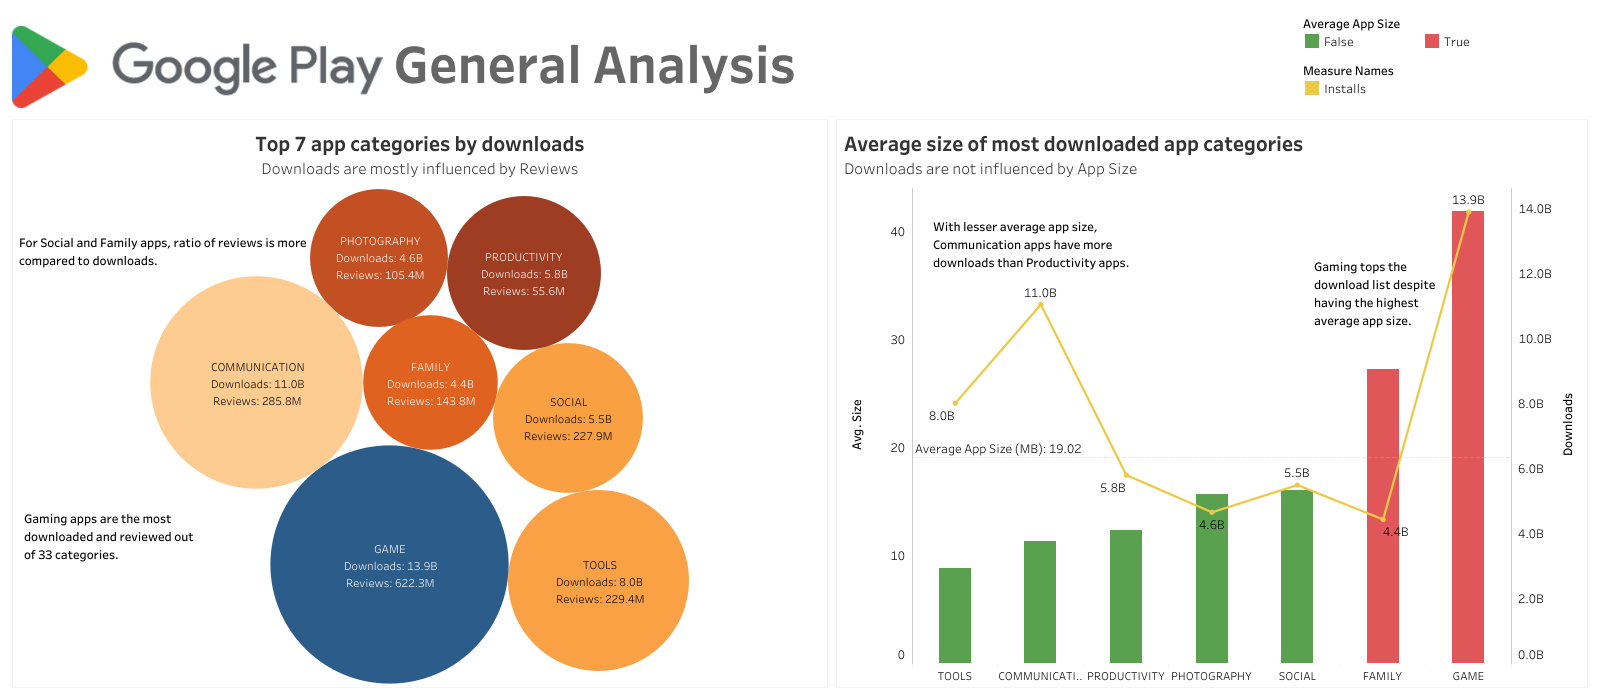 Google Play General Analysis
Average App Size
False
True
Measure Names
Installs
Top 7 app categories by downloads
Downloads are mostly influenced by Reviews
For Social and Family apps, ratio of reviews is more
compared to downloads.
PHOTOGRAPHY
Downloads: 4.6B
Reviews: 105.4M
PRODUCTIVITY
Downloads: 5.8B
Reviews: 55.6M
COMMUNICATION
Downloads: 11.0B
Reviews: 285.8M
FAMILY
Downloads: 4.4B
Reviews: 143.8M
SOCIAL
Downloads: 5.5B
Reviews: 227.9M
Gaming apps are the most
downloaded and reviewed out
of 33 categories.
GAME
Downloads: 13.9B
Reviews: 622.3M
TOOLS
Downloads: 8.0B
Reviews: 229.4M
Average size of most downloaded app categories
Downloads are not influenced by App Size
With lesser average app size,
Communication apps have more
downloads than Productivity apps.
Gaming tops the
download list despite
having the highest
average app size.
Avg. Size
40
30
20
10
0
Average App Size (MB): 19.02
8.0B
11.0B
5.8B
4.6B
5.5B
4.4B
13.9B
14.0B
12.0B
10.0B
8.0B
6.0B
4.0B
2.0B
0.0B
Downloads
TOOLS
COMMUNICATI..
PRODUCTIVITY
PHOTOGRAPHY
SOCIAL
FAMILY
GAME